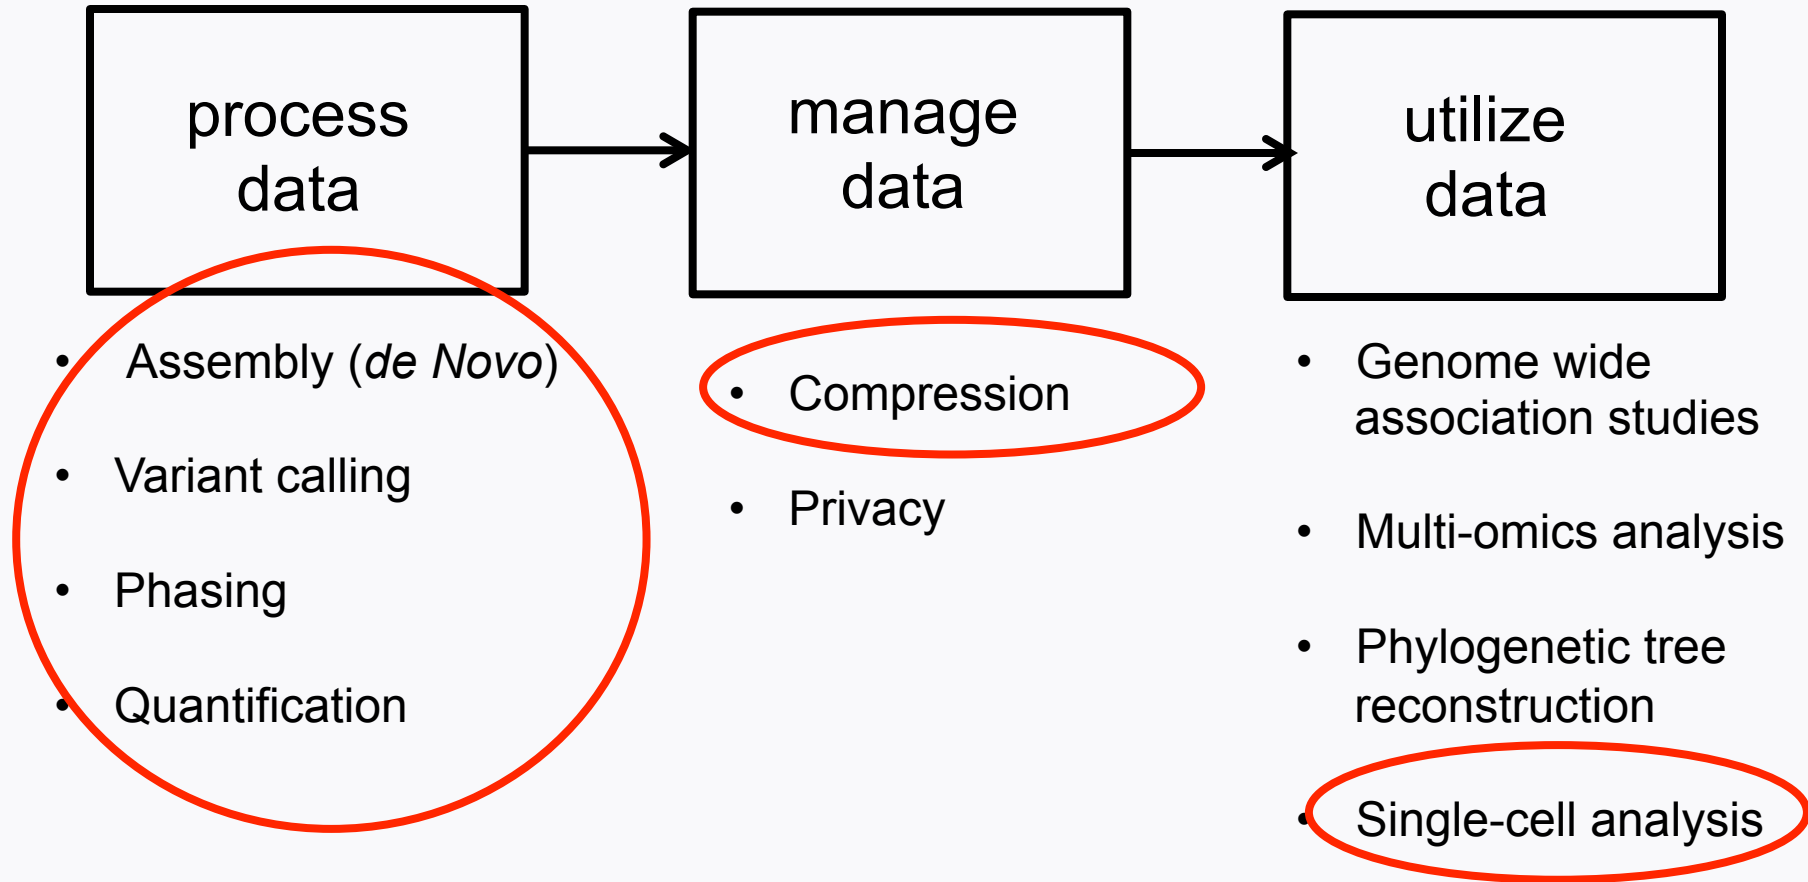 process
data
manage
data
utilize
data
• Assembly (de Novo)
• Variant calling
• Phasing
• Quantification
• Compression
• Privacy
• Genome wide
association studies
• Multi-omics analysis
• Phylogenetic tree
reconstruction
• Single-cell analysis